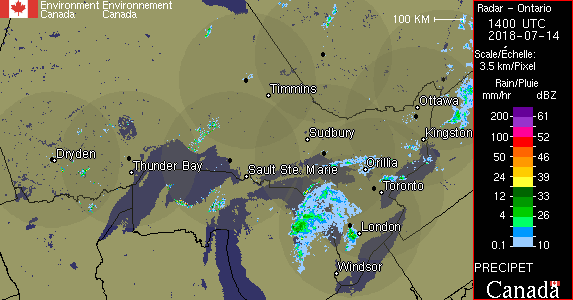 Environment Environnement
Canada Canada
100 KM
Timmins
Ottawa
Sudbury
Kingston
Dryden
Thunder Bay
Sault Ste. Marie
Orillia
Toronto
London
Windsor
Radar - Ontario
1400 UTC
2018-07-14
Scale/Échelle:
3.5 km/Pixel
Rain/Pluie
mm/hr dBZ
200 61
100 52
50 46
24 39
12 33
4 26
0.1 10
PRECIPET
Canada